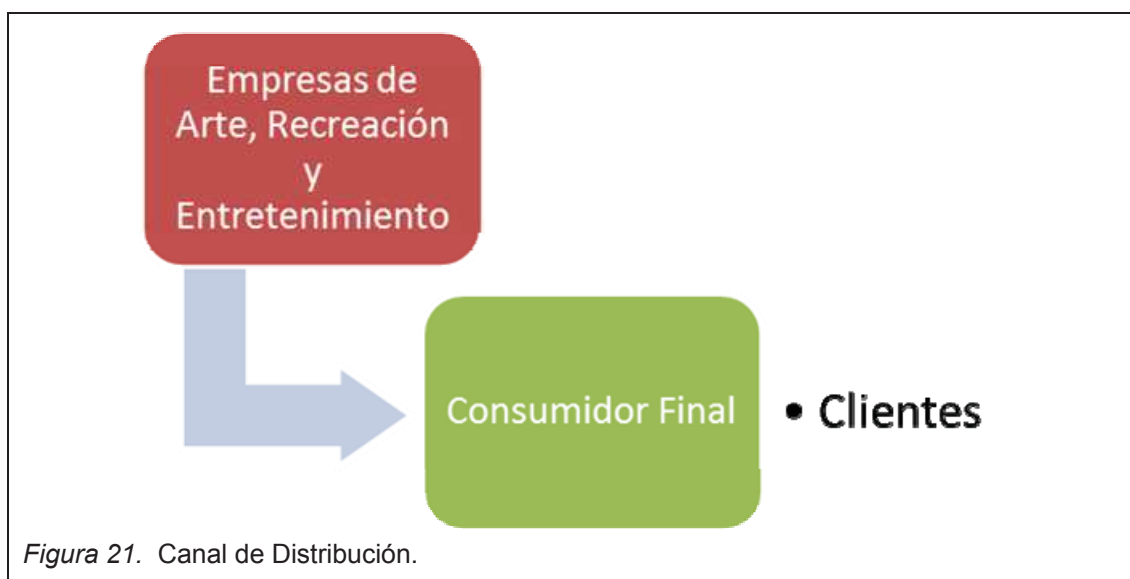 Empresas de
Arte, Recreación
y
Entretenimiento
Consumidor Final
• Clientes
Figura 21. Canal de Distribución.